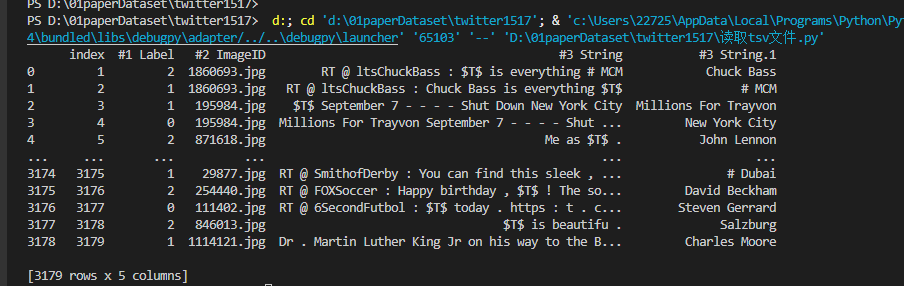 PS D:\01paperDataset\twitter1517>
PS D:\01paperDataset\twitter1517> d:; cd 'd:\01paperDataset\twitter1517'; & 'c:\Users\22725\AppData\Local\Programs\Python\Py
4\bundled\libs\debugpy\adapter/../..\debugpy\launcher' '65103' '--' 'D:\01paperDataset\twitter1517\读取tsv文件.py'
index #1 Label #2 ImageID #3 String #3 String.1
0 1 2 1860693.jpg RT @ ltsChuckBass : $T$ is everything # MCM Chuck Bass
1 2 1 1860693.jpg RT @ ltsChuckBass : Chuck Bass is everything $T$ # MCM
2 3 1 195984.jpg $T$ September 7 - - - - Shut Down New York City Millions For Trayvon
3 4 0 195984.jpg Millions For Trayvon September 7 - - - - Shut ... New York City
4 5 2 871618.jpg Me as $T$ . John Lennon
... ... ... ... ... ...
3174 3175 1 29877.jpg RT @ SmithofDerby : You can find this sleek , ... # Dubai
3175 3176 2 254440.jpg RT @ FOXSoccer : Happy birthday , $T$ ! The so... David Beckham
3176 3177 0 111402.jpg RT @ 6SecondFutbol : $T$ today . https : t . c... Steven Gerrard
3177 3178 2 846013.jpg $T$ is beautifu . Salzburg
3178 3179 1 1114121.jpg Dr . Martin Luther King Jr on his way to the B... Charles Moore
[3179 rows x 5 columns]